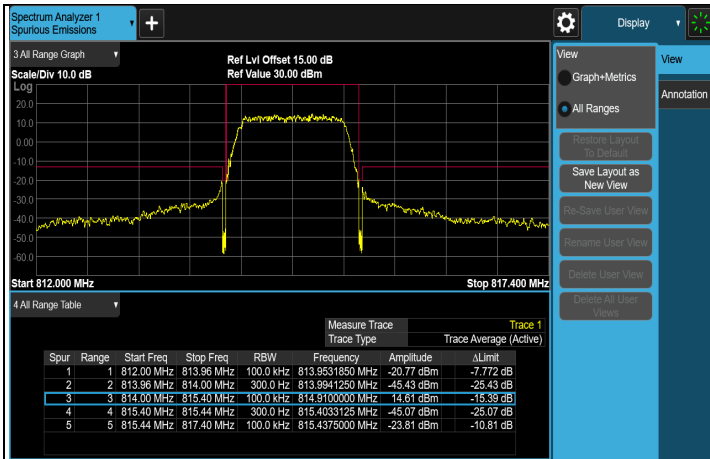 Spectrum Analyzer 1
Spurious Emissions
Display
3 All Range Graph
Ref Lvl Offset 15.00 dB
Scale/Div 10.0 dB
Ref Value 30.00 dBm
Log
20.0
10.0
0.00
-10.0
-20.0
-30.0
-40.0
-50.0
-60.0
Start 812.000 MHz
Stop 817.400 MHz
4 All Range Table
Measure Trace Trace 1
Trace Type Trace Average (Active)
Spur Range Start Freq Stop Freq RBW Frequency Amplitude ΔLimit
1 1 812.00 MHz 813.96 MHz 100.0 kHz 813.9531850 MHz -20.77 dBm -7.772 dB
2 2 813.96 MHz 814.00 MHz 300.0 Hz 813.9941250 MHz -45.43 dBm -25.43 dB
3 3 814.00 MHz 815.40 MHz 100.0 kHz 814.9100000 MHz 14.61 dBm -15.39 dB
4 4 815.40 MHz 815.44 MHz 300.0 Hz 815.4033125 MHz -45.07 dBm -25.07 dB
5 5 815.44 MHz 817.40 MHz 100.0 kHz 815.4375000 MHz -23.81 dBm -10.81 dB
View
Graph+Metrics
All Ranges
Restore Layout
To Default
Save Layout as
New View
Re-Save User View
Rename User View
Delete User View
Delete All User
Views
View
Annotation